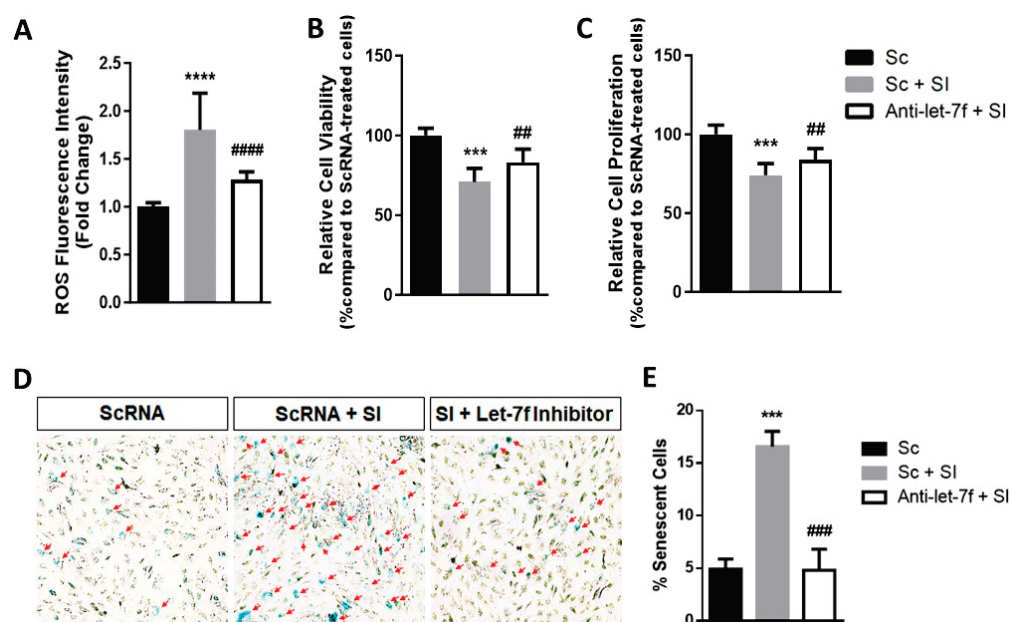 A
ROS Fluorescence Intensity
(Fold Change)
2.5
2.0
1.5
1.0
0.5
0.0
****
####
B
Relative Cell Viability
(%compared to ScRNA-treated cells)
150
100
50
0
***
##
C
Relative Cell Proliferation
(%compared to ScRNA-treated cells)
150
100
50
0
***
##
Sc
Sc + SI
Anti-let-7f + SI
D
ScRNA
ScRNA + SI
SI + Let-7f Inhibitor
E
% Senescent Cells
20
15
10
5
0
***
###
Sc
Sc + SI
Anti-let-7f + SI